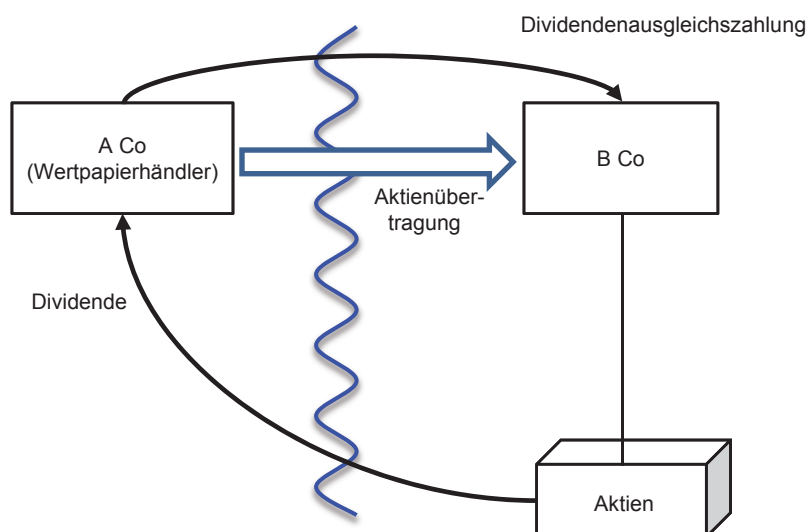 Dividendenausgleichszahlung
A Co
(Wertpapierhändler)
B Co
Aktienüber-
tragung
Dividende
Aktien